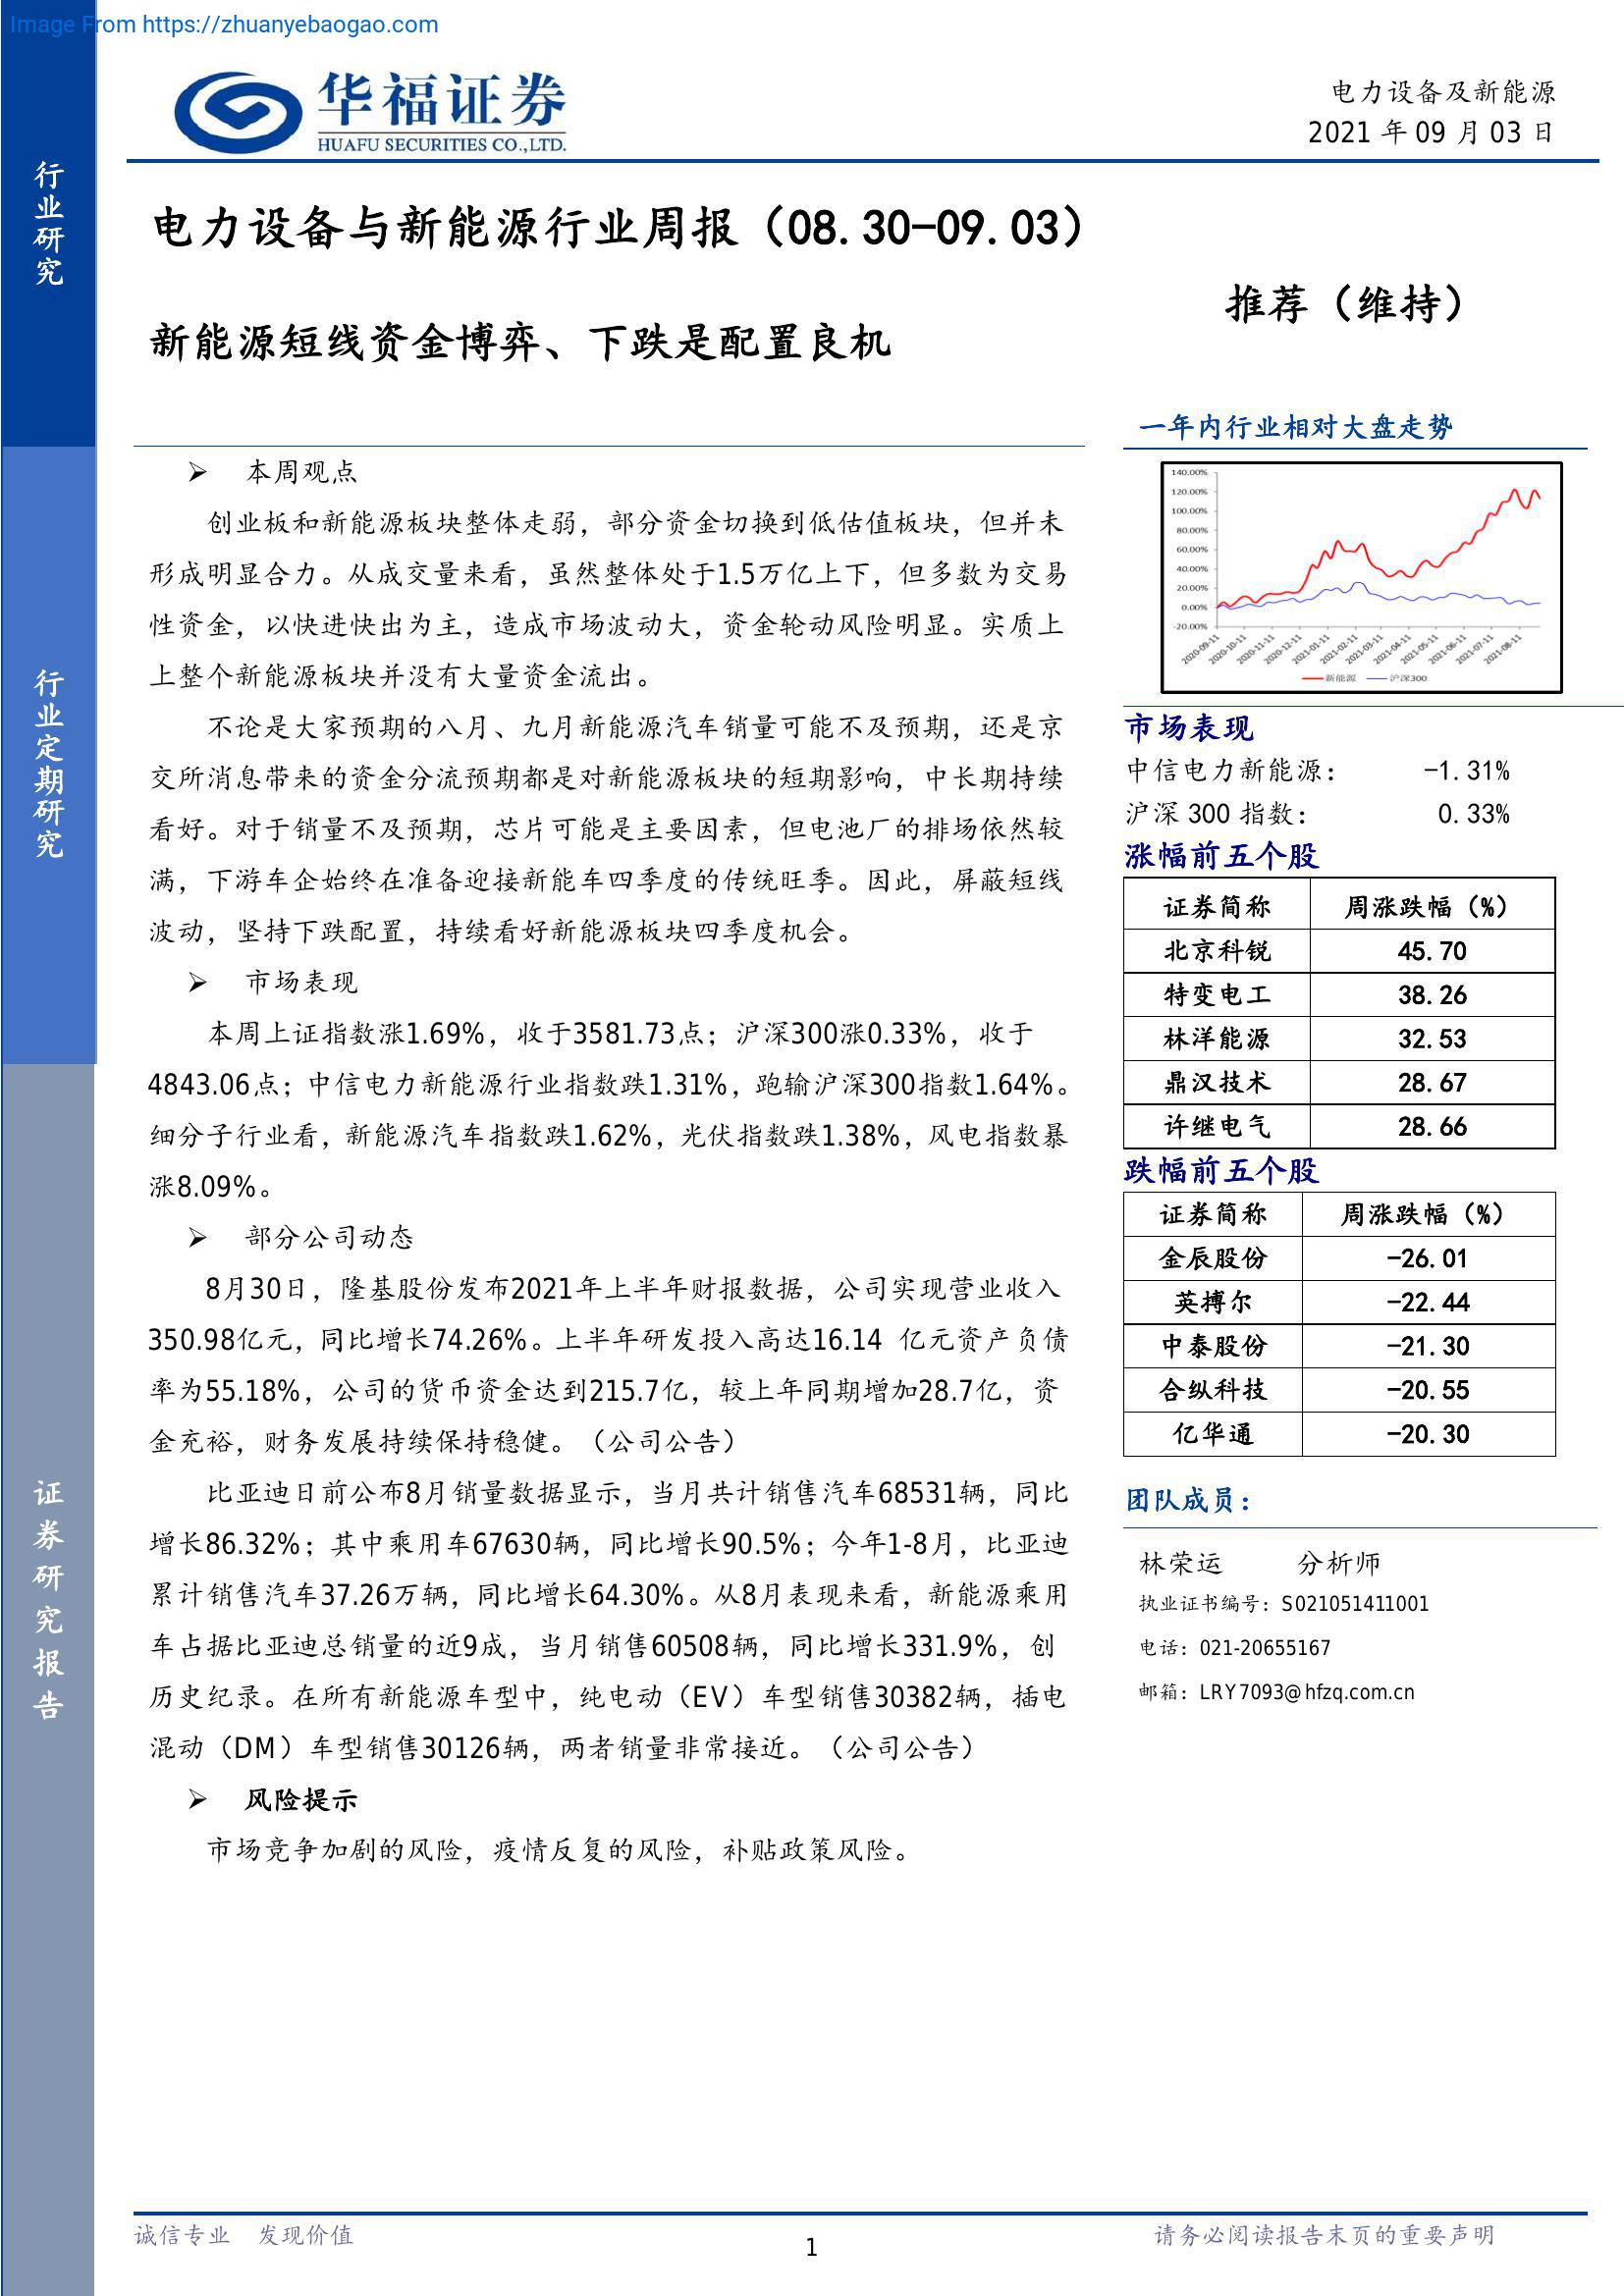 Image From https://zhuanyebaogao.com
华福证券
HUAFU SECURITIES CO.,LTD.
电力设备及新能源
2021 年 09 月 03 日
行业研究
行业定期研究
证券研究报告
电力设备与新能源行业周报（08.30-09.03）
新能源短线资金博弈、下跌是配置良机
推荐（维持）
➢ 本周观点
创业板和新能源板块整体走弱，部分资金切换到低估值板块，但并未
形成明显合力。从成交量来看，虽然整体处于1.5万亿上下，但多数为交易
性资金，以快进快出为主，造成市场波动大，资金轮动风险明显。实质上
上整个新能源板块并没有大量资金流出。
不论是大家预期的八月、九月新能源汽车销量可能不及预期，还是京
交所消息带来的资金分流预期都是对新能源板块的短期影响，中长期持续
看好。对于销量不及预期，芯片可能是主要因素，但电池厂的排场依然较
满，下游车企始终在准备迎接新能车四季度的传统旺季。因此，屏蔽短线
波动，坚持下跌配置，持续看好新能源板块四季度机会。
➢ 市场表现
本周上证指数涨1.69%，收于3581.73点；沪深300涨0.33%，收于
4843.06点；中信电力新能源行业指数跌1.31%，跑输沪深300指数1.64%。
细分子行业看，新能源汽车指数跌1.62%，光伏指数跌1.38%，风电指数暴
涨8.09%。
➢ 部分公司动态
8月30日，隆基股份发布2021年上半年财报数据，公司实现营业收入
350.98亿元，同比增长74.26%。上半年研发投入高达16.14 亿元资产负债
率为55.18%，公司的货币资金达到215.7亿，较上年同期增加28.7亿，资
金充裕，财务发展持续保持稳健。（公司公告）
比亚迪日前公布8月销量数据显示，当月共计销售汽车68531辆，同比
增长86.32%；其中乘用车67630辆，同比增长90.5%；今年1-8月，比亚迪
累计销售汽车37.26万辆，同比增长64.30%。从8月表现来看，新能源乘用
车占据比亚迪总销量的近9成，当月销售60508辆，同比增长331.9%，创
历史纪录。在所有新能源车型中，纯电动（EV）车型销售30382辆，插电
混动（DM）车型销售30126辆，两者销量非常接近。（公司公告）
➢ 风险提示
市场竞争加剧的风险，疫情反复的风险，补贴政策风险。
一年内行业相对大盘走势
140.00%
120.00%
100.00%
80.00%
60.00%
40.00%
20.00%
0.00%
-20.00%
2020-09-11
2020-10-11
2020-11-11
2020-12-11
2021-01-11
2021-02-11
2021-03-11
2021-04-11
2021-05-11
2021-06-11
2021-07-11
2021-08-11
新能源 沪深300
市场表现
中信电力新能源： -1.31%
沪深 300 指数： 0.33%
涨幅前五个股
证券简称 周涨跌幅（%）
北京科锐 45.70
特变电工 38.26
林洋能源 32.53
鼎汉技术 28.67
许继电气 28.66
跌幅前五个股
证券简称 周涨跌幅（%）
金辰股份 -26.01
英搏尔 -22.44
中泰股份 -21.30
合纵科技 -20.55
亿华通 -20.30
团队成员：
林荣运 分析师
执业证书编号：S021051411001
电话：021-20655167
邮箱：LRY7093@hfzq.com.cn
诚信专业 发现价值
1
请务必阅读报告末页的重要声明